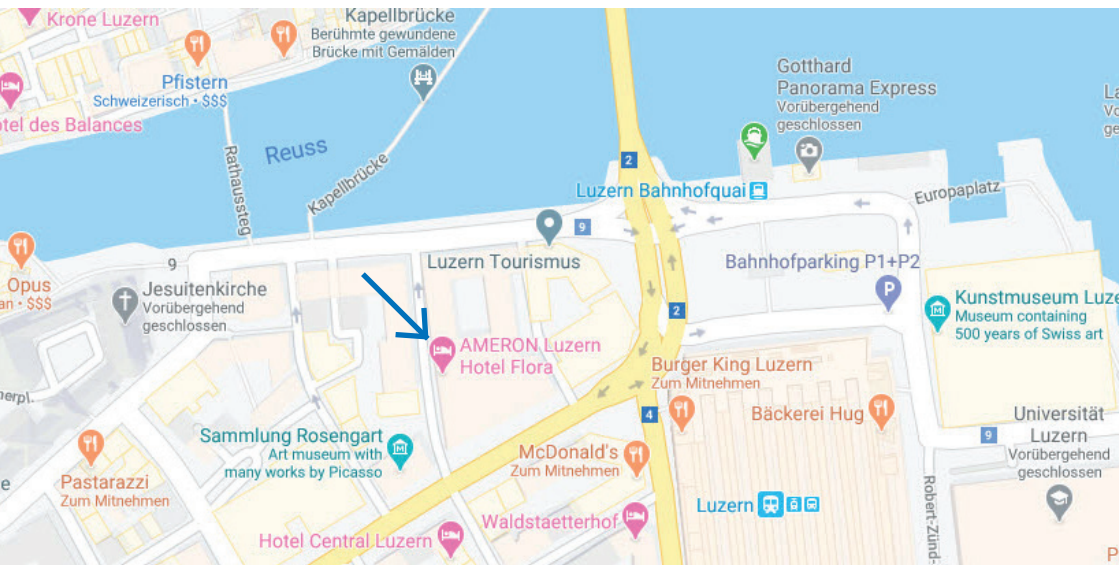 Krone Luzern
Kapellbrücke
Berühmte gewundene
Brücke mit Gemälden
Pfistern
Schweizerisch • $$$
otel des Balances
Reuss
Rathaussteg
Kapellbrücke
Gotthard
Panorama Express
Vorübergehend
geschlossen
2
Luzern Bahnhofquai
Europaplatz
9
Luzern Tourismus
9
Opus
an • $$$
Jesuitenkirche
Vorübergehend
geschlossen
Bahnhofparking P1+P2
P
Kunstmuseum Luze
Museum containing
500 years of Swiss art
2
AMERON Luzern
Hotel Flora
Burger King Luzern
Zum Mitnehmen
Bäckerei Hug
4
Universität
Luzern
Vorübergehend
geschlossen
9
Sammlung Rosengart
Art museum with
many works by Picasso
McDonald's
Zum Mitnehmen
Pastarazzi
Zum Mitnehmen
Luzern
Waldstaetterhof
Hotel Central Luzern
Robert-Zünd-